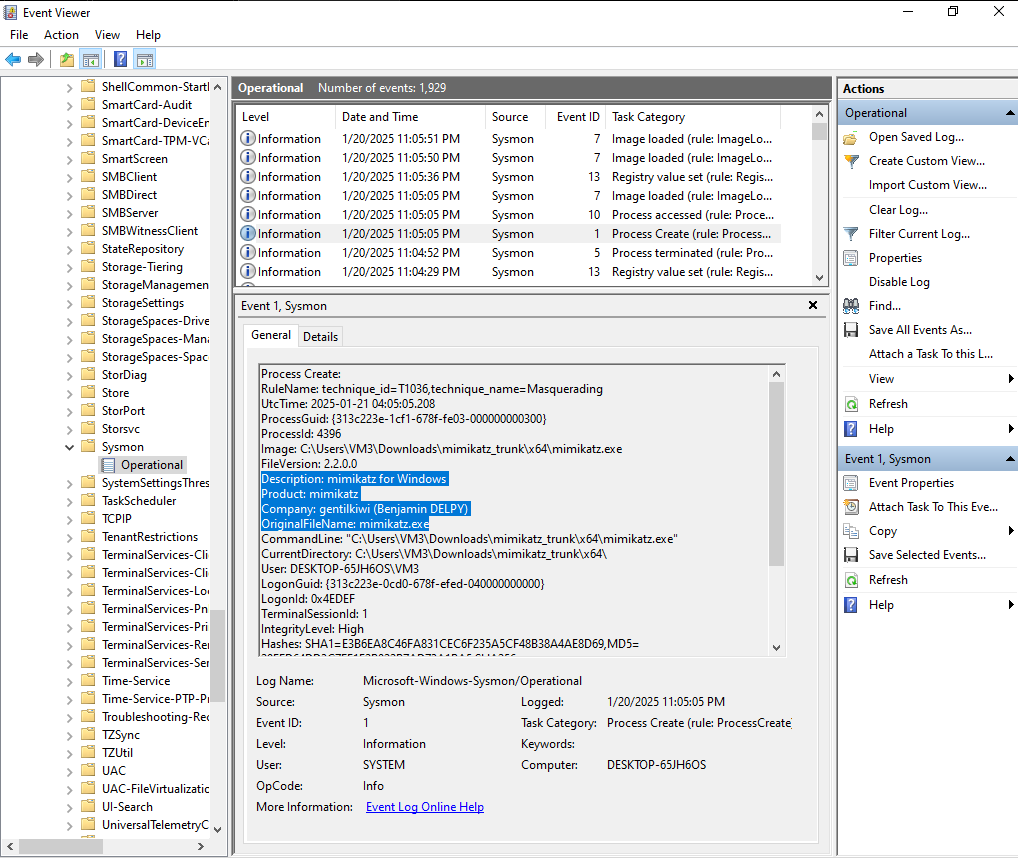 Event Viewer
File Action View Help
ShellCommon-Startl
SmartCard-Audit
SmartCard-DeviceEn
SmartCard-TPM-VCa
SmartScreen
SMBClient
SMBDirect
SMBServer
SMBWitnessClient
StateRepository
Storage-Tiering
StorageManagemen
StorageSettings
StorageSpaces-Drive
StorageSpaces-Mana
StorageSpaces-Spac
StorDiag
Store
StorPort
Storsvc
Sysmon
Operational
SystemSettingsThres
TaskScheduler
TCPIP
TenantRestrictions
TerminalServices-Cli
TerminalServices-Cli
TerminalServices-Lo
TerminalServices-Pn
TerminalServices-Pri
TerminalServices-Re
TerminalServices-Ser
Time-Service
Time-Service-PTP-Pr
Troubleshooting-Rec
TZSync
TZUtil
UAC
UAC-FileVirtualizatic
UI-Search
UniversalTelemetryC
Operational Number of events: 1,929
Level Date and Time Source Event ID Task Category
Information 1/20/2025 11:05:51 PM Sysmon 7 Image loaded (rule: ImageLo...
Information 1/20/2025 11:05:50 PM Sysmon 7 Image loaded (rule: ImageLo...
Information 1/20/2025 11:05:36 PM Sysmon 13 Registry value set (rule: Regis...
Information 1/20/2025 11:05:05 PM Sysmon 7 Image loaded (rule: ImageLo...
Information 1/20/2025 11:05:05 PM Sysmon 10 Process accessed (rule: Proce...
Information 1/20/2025 11:05:05 PM Sysmon 1 Process Create (rule: Process...
Information 1/20/2025 11:04:52 PM Sysmon 5 Process terminated (rule: Pro...
Information 1/20/2025 11:04:29 PM Sysmon 13 Registry value set (rule: Regis...
Event 1, Sysmon
General Details
Process Create:
RuleName: technique_id=T1036,technique_name=Masquerading
UtcTime: 2025-01-21 04:05:05.208
ProcessGuid: {313c223e-1cf1-678f-fe03-000000000300}
ProcessId: 4396
Image: C:\Users\VM3\Downloads\mimikatz_trunk\x64\mimikatz.exe
FileVersion: 2.2.0.0
Description: mimikatz for Windows
Product: mimikatz
Company: gentilkiwi (Benjamin DELPY)
OriginalFileName: mimikatz.exe
CommandLine: "C:\Users\VM3\Downloads\mimikatz_trunk\x64\mimikatz.exe"
CurrentDirectory: C:\Users\VM3\Downloads\mimikatz_trunk\x64\
User: DESKTOP-65JH6OS\VM3
LogonGuid: {313c223e-0cd0-678f-efed-040000000000}
LogonId: 0x4EDEF
TerminalSessionId: 1
IntegrityLevel: High
Hashes: SHA1=E3B6EA8C46FA831CEC6F235A5CF48B38A4AE8D69,MD5=
Log Name: Microsoft-Windows-Sysmon/Operational
Source: Sysmon Logged: 1/20/2025 11:05:05 PM
Event ID: 1 Task Category: Process Create (rule: ProcessCreate)
Level: Information Keywords:
User: SYSTEM Computer: DESKTOP-65JH6OS
OpCode: Info
More Information: Event Log Online Help
Actions
Operational
Open Saved Log...
Create Custom View...
Import Custom View...
Clear Log...
Filter Current Log...
Properties
Disable Log
Find...
Save All Events As...
Attach a Task To this L...
View
Refresh
Help
Event 1, Sysmon
Event Properties
Attach Task To This Eve...
Copy
Save Selected Events...
Refresh
Help